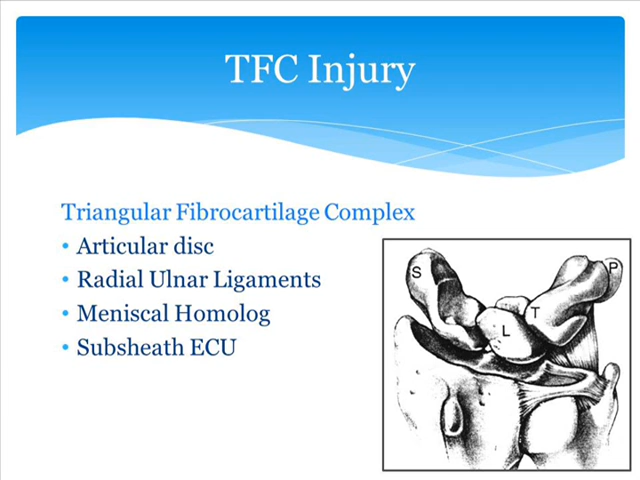 TFC Injury
Triangular Fibrocartilage Complex
• Articular disc
• Radial Ulnar Ligaments
• Meniscal Homolog
• Subsheath ECU
S
P
T
L